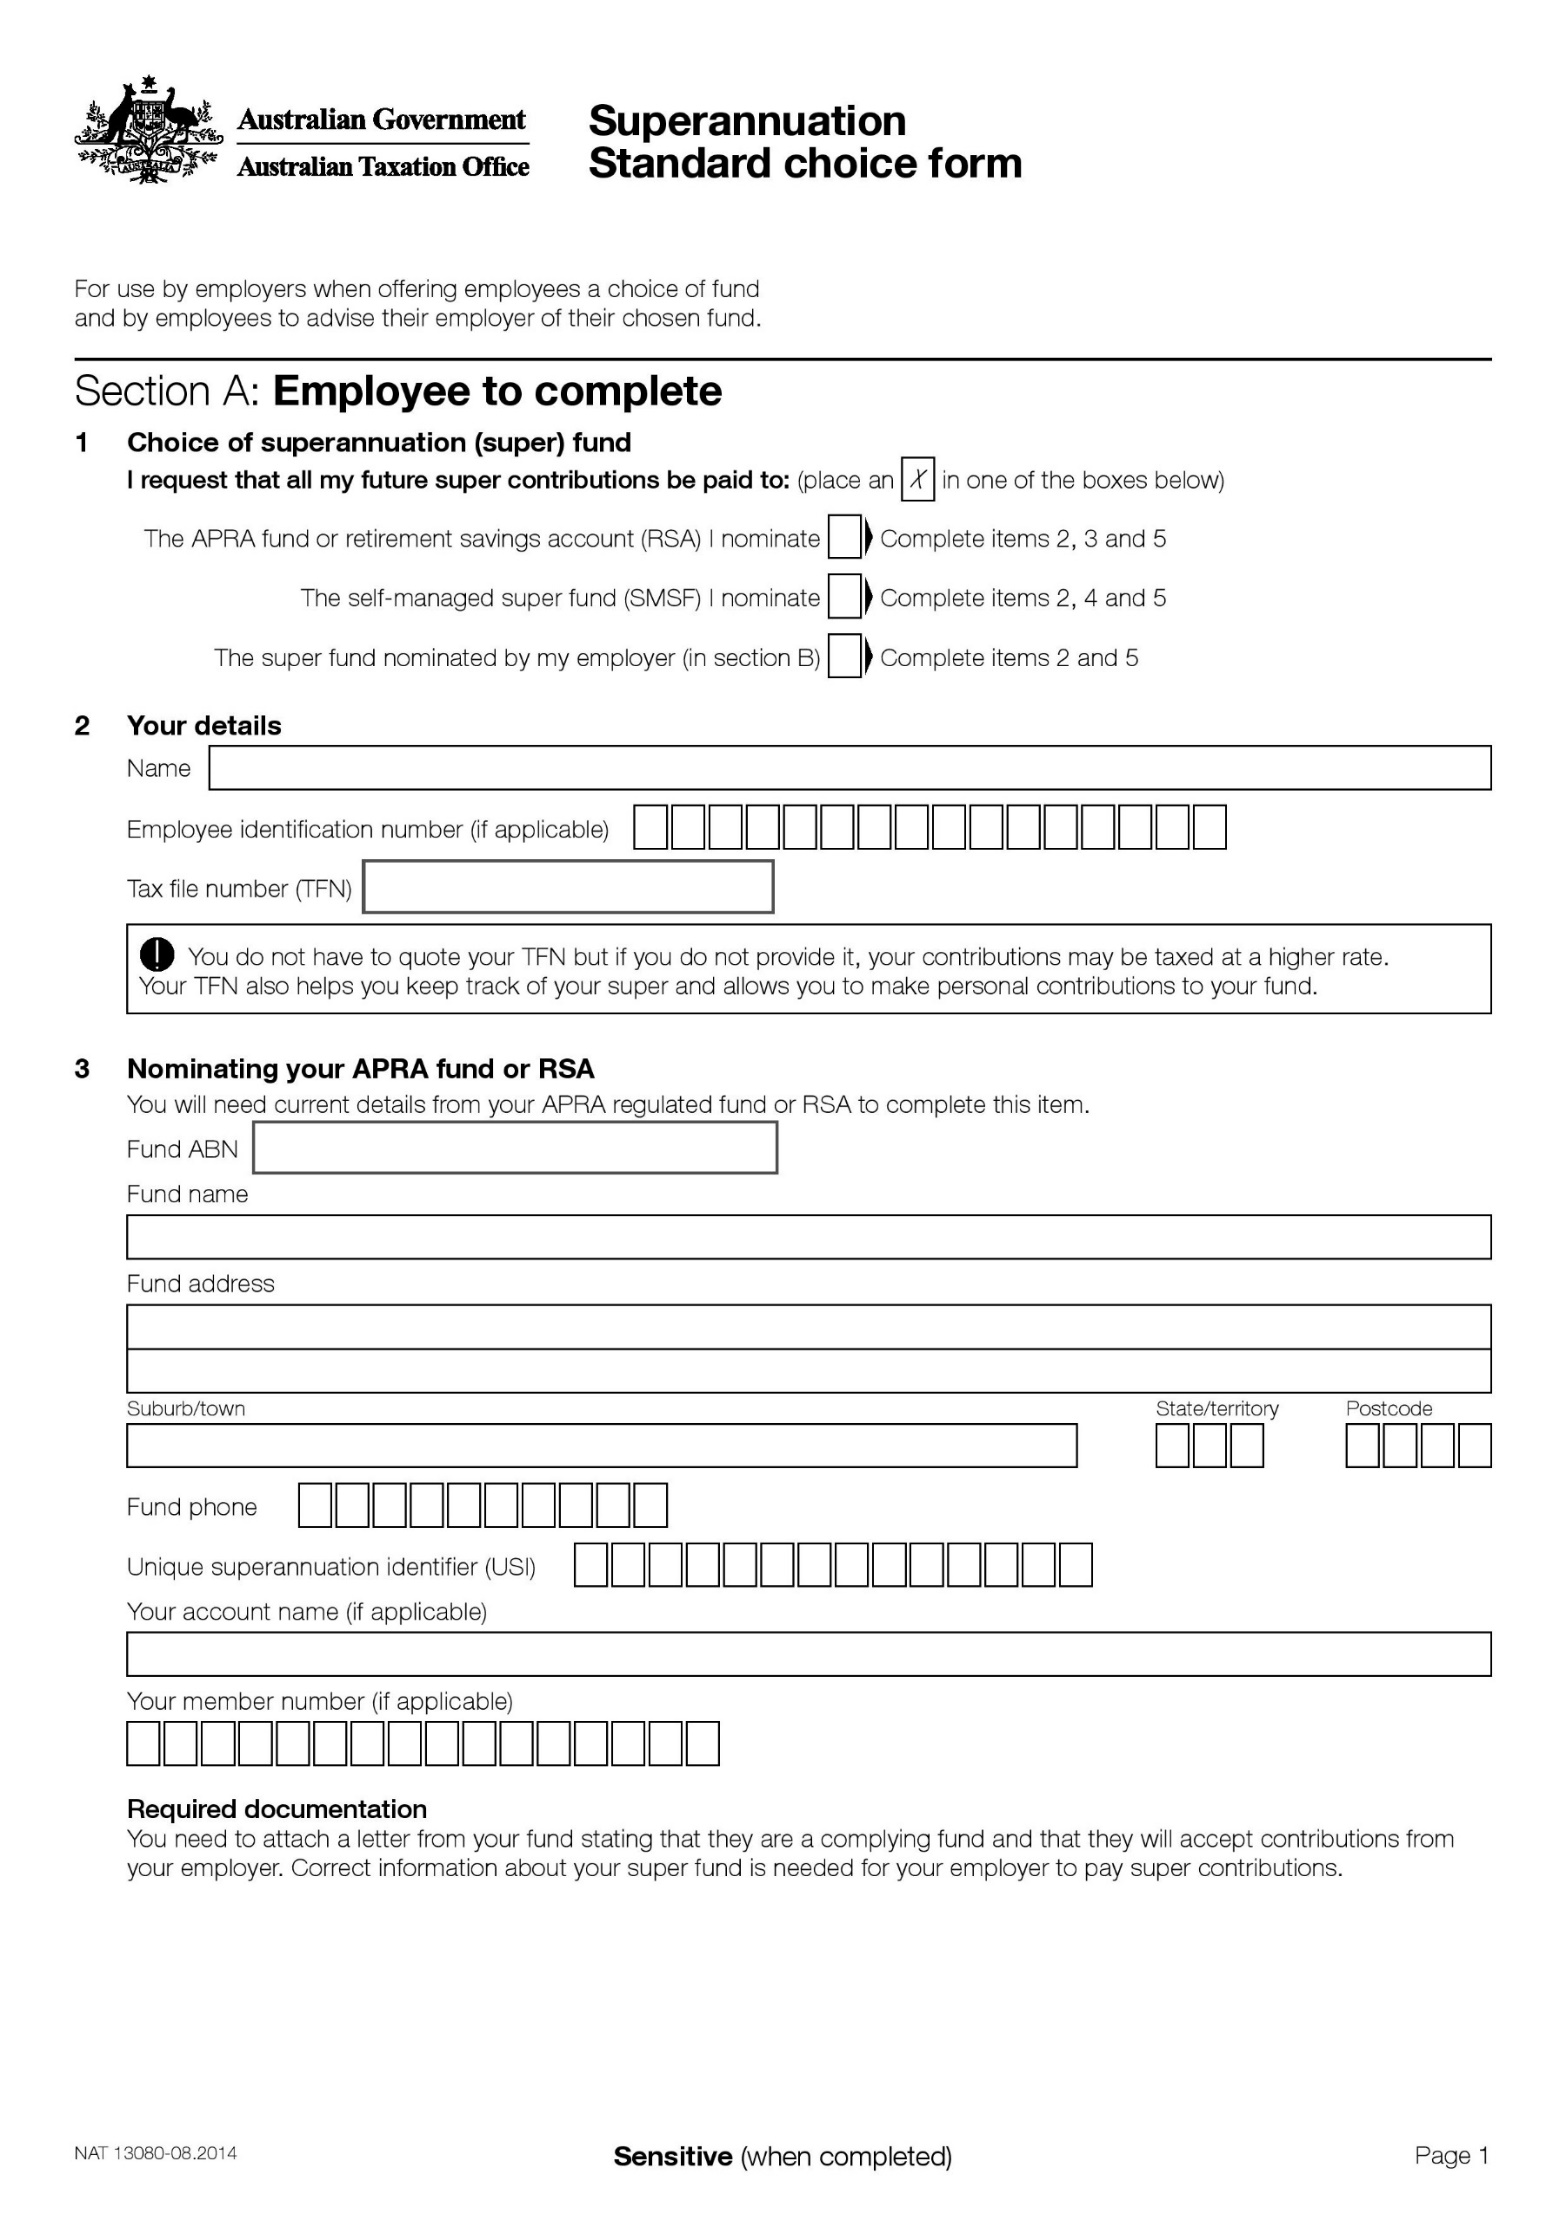 Australian Government
Australian Taxation Office
Superannuation
Standard choice form
For use by employers when offering employees a choice of fund
and by employees to advise their employer of their chosen fund.
Section A: Employee to complete
1 Choice of superannuation (super) fund
I request that all my future super contributions be paid to: (place an X in one of the boxes below)
The APRA fund or retirement savings account (RSA) I nominate Complete items 2, 3 and 5
The self-managed super fund (SMSF) I nominate Complete items 2, 4 and 5
The super fund nominated by my employer (in section B) Complete items 2 and 5
2 Your details
Name
Employee identification number (if applicable)
Tax file number (TFN)
! You do not have to quote your TFN but if you do not provide it, your contributions may be taxed at a higher rate.
Your TFN also helps you keep track of your super and allows you to make personal contributions to your fund.
3 Nominating your APRA fund or RSA
You will need current details from your APRA regulated fund or RSA to complete this item.
Fund ABN
Fund name
Fund address
Suburb/town State/territory Postcode
Fund phone
Unique superannuation identifier (USI)
Your account name (if applicable)
Your member number (if applicable)
Required documentation
You need to attach a letter from your fund stating that they are a complying fund and that they will accept contributions from
your employer. Correct information about your super fund is needed for your employer to pay super contributions.
NAT 13080-08.2014 Sensitive (when completed) Page 1